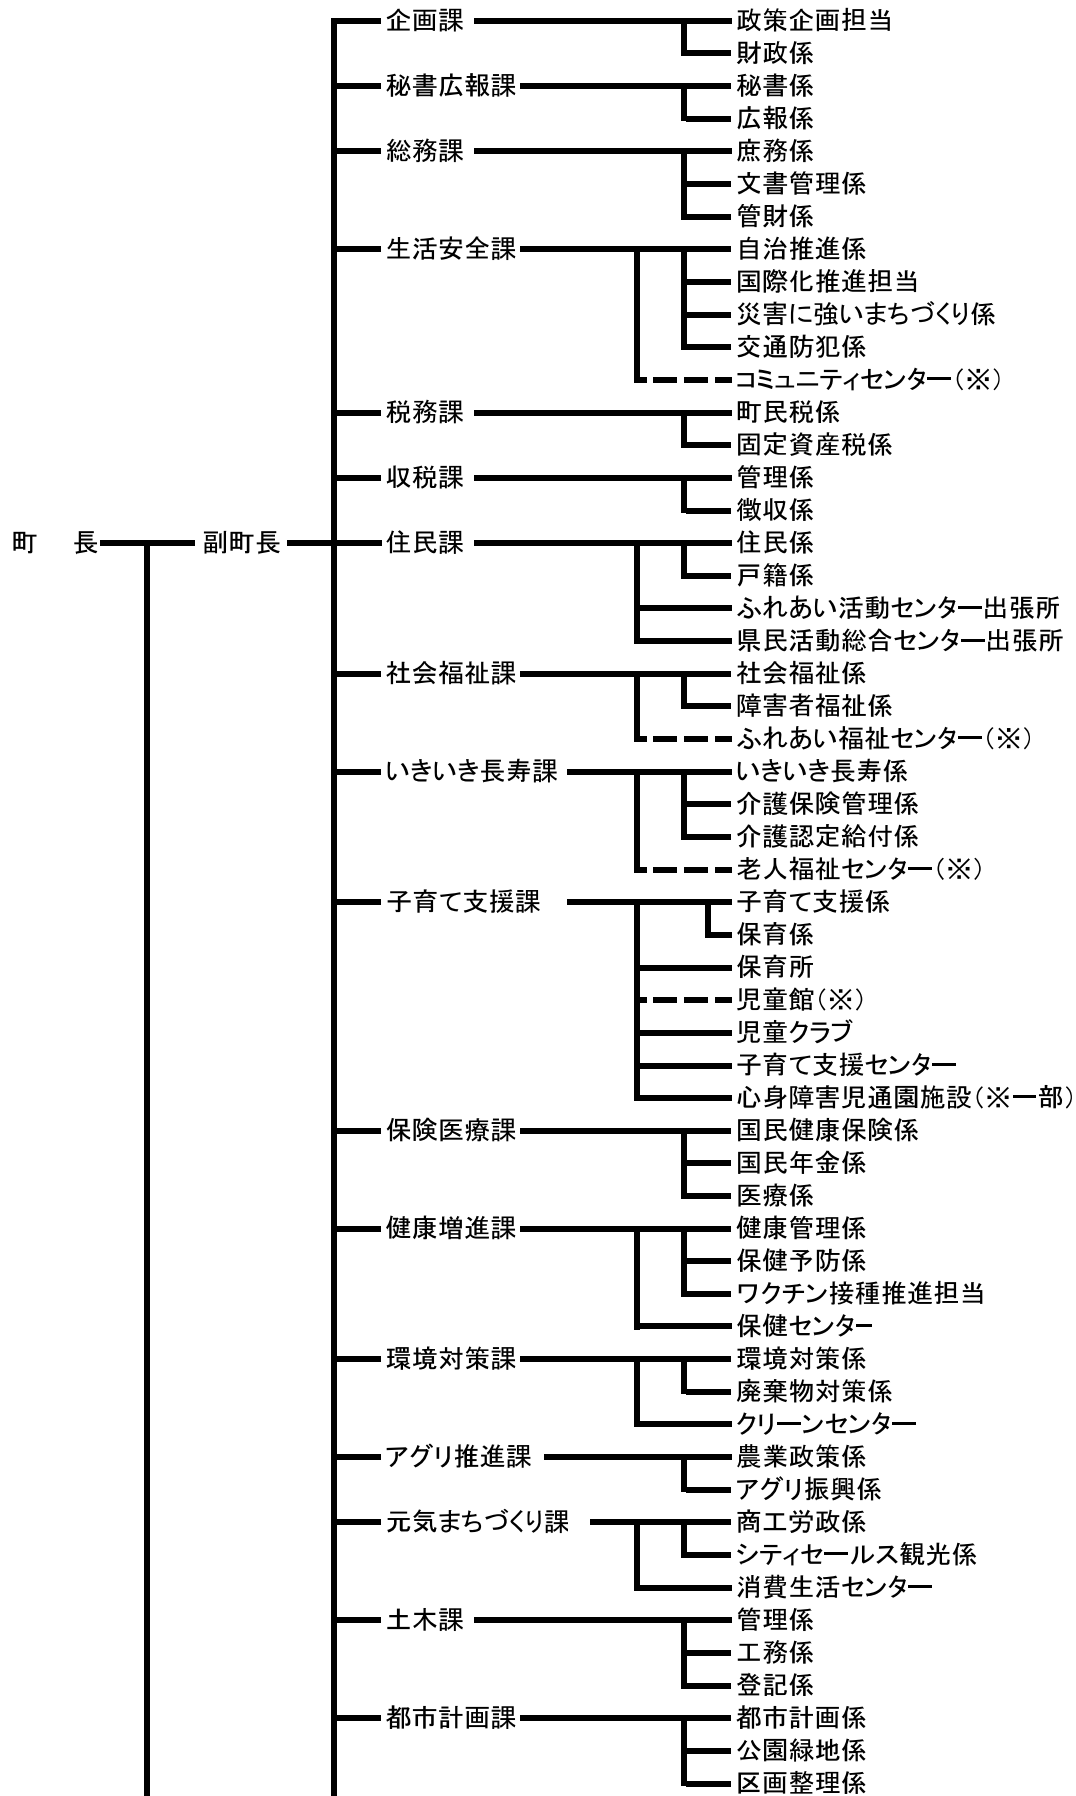 企画課 政策企画担当
財政係
秘書広報課 秘書係
広報係
総務課 庶務係
文書管理係
管財係
生活安全課 自治推進係
国際化推進担当
災害に強いまちづくり係
交通防犯係
コミュニティセンター(※)
税務課 町民税係
固定資産税係
収税課 管理係
徴収係
町 長 副町長 住民課 住民係
戸籍係
ふれあい活動センター出張所
県民活動総合センター出張所
社会福祉課 社会福祉係
障害者福祉係
ふれあい福祉センター(※)
いきいき長寿課 いきいき長寿係
介護保険管理係
介護認定給付係
老人福祉センター(※)
子育て支援課 子育て支援係
保育係
保育所
児童館(※)
児童クラブ
子育て支援センター
心身障害児通園施設(※一部)
保険医療課 国民健康保険係
国民年金係
医療係
健康増進課 健康管理係
保健予防係
ワクチン接種推進担当
保健センター
環境対策課 環境対策係
廃棄物対策係
クリーンセンター
アグリ推進課 農業政策係
アグリ振興係
元気まちづくり課 商工労政係
シティセールス観光係
消費生活センター
土木課 管理係
工務係
登記係
都市計画課 都市計画係
公園緑地係
区画整理係